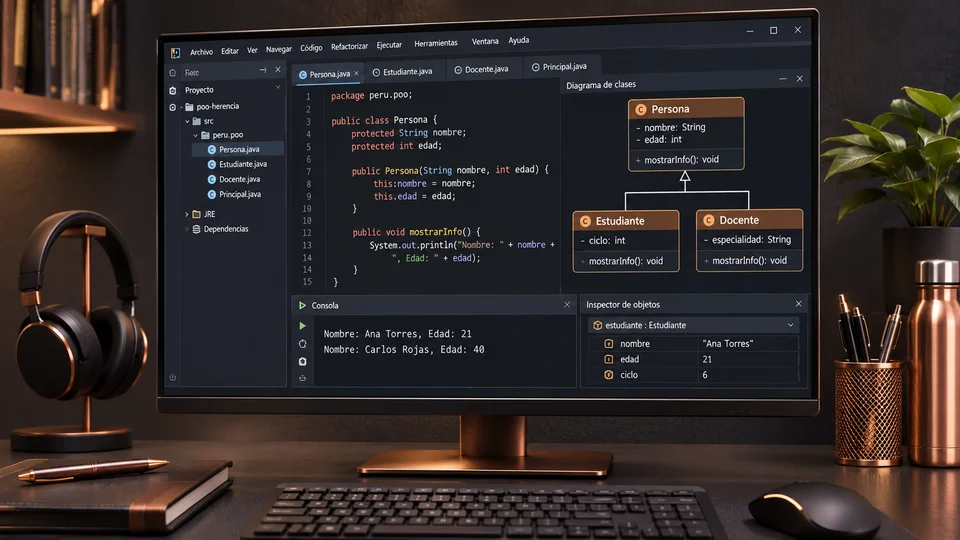 Archivo Editar Ver Navegar Código Refactorizar Ejecutar Herramientas Ventana Ayuda
Proyecto
poo-herencia
src
peru.poo
Persona.java
Estudiante.java
Docente.java
Principal.java
JRE
Dependencias
Persona.java Estudiante.java Docente.java Principal.java
1 package peru.poo;
2
3 public class Persona {
4 protected String nombre;
5 protected int edad;
6
7 public Persona(String nombre, int edad) {
8 this:nombre = nombre;
9 this.edad = edad;
10 }
10
12 public void mostrarInfo() {
13 System.out.println("Nombre: " + nombre +
14 ", Edad: " + edad);
14 }
15 }
Diagrama de clases
C Persona
- nombre: String
- edad: int
+ mostrarInfo(): void
C Estudiante
- ciclo: int
+ mostrarInfo(): void
C Docente
- especialidad: String
+ mostrarInfo(): void
Consola
Nombre: Ana Torres, Edad: 21
Nombre: Carlos Rojas, Edad: 40
Inspector de objetos
estudiante : Estudiante
nombre "Ana Torres"
edad 21
ciclo 6